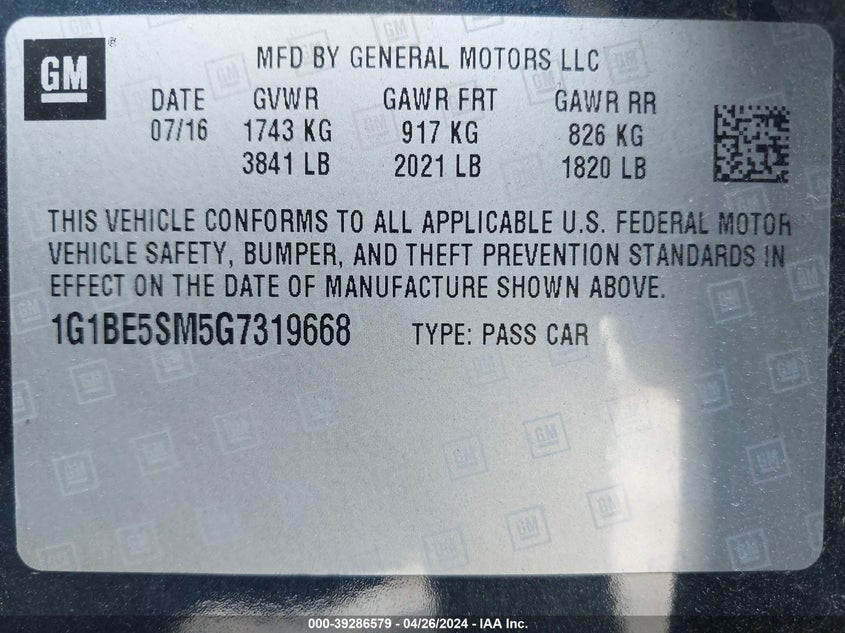 GM ®
MFD BY GENERAL MOTORS LLC
DATE GVWR GAWR FRT GAWR RR
07/16 1743 KG 917 KG 826 KG
3841 LB 2021 LB 1820 LB
THIS VEHICLE CONFORMS TO ALL APPLICABLE U.S. FEDERAL MOTOR
VEHICLE SAFETY, BUMPER, AND THEFT PREVENTION STANDARDS IN
EFFECT ON THE DATE OF MANUFACTURE SHOWN ABOVE.
1G1BE5SM5G7319668 TYPE: PASS CAR
000-39286579 - 04/26/2024 - IAA Inc.